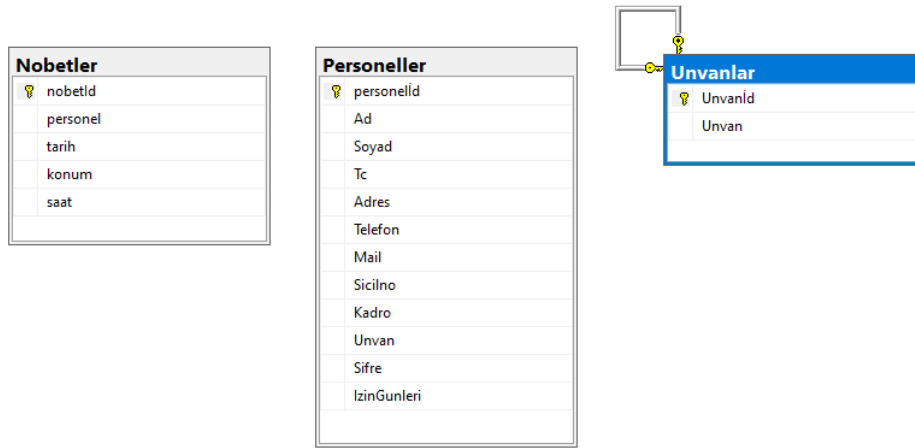 Nobetler
nobetId
personel
tarih
konum
saat
Personeller
personelİd
Ad
Soyad
Tc
Adres
Telefon
Mail
Sicilno
Kadro
Unvan
Sifre
IzinGunleri
Unvanlar
Unvanİd
Unvan